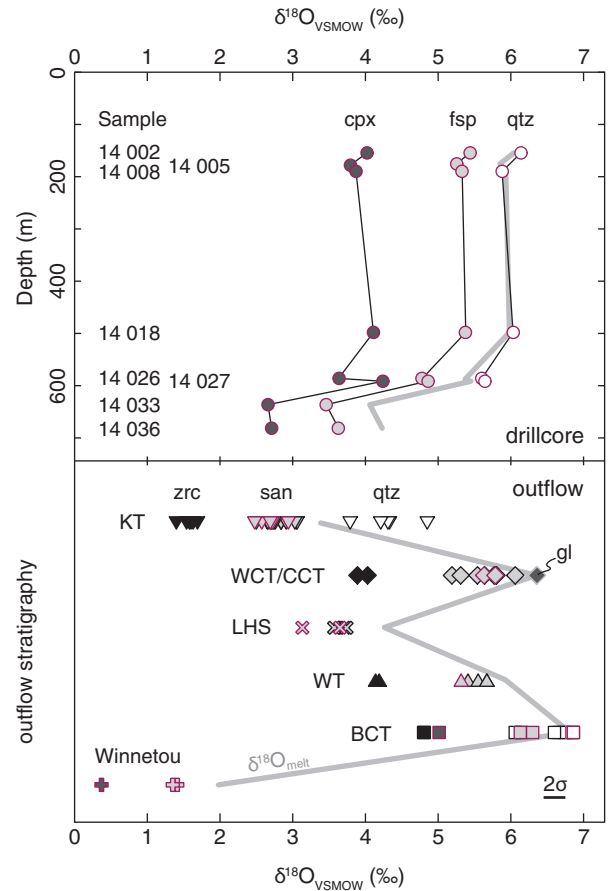 δ18OVSMOW (‰)
0 1 2 3 4 5 6 7
0
200
400
600
Depth (m)
Sample cpx fsp qtz
14 002
14 005
14 008
14 018
14 026 14 027
14 033
14 036
drillcore
outflow
zrc san qtz
KT
gl
WCT/CCT
LHS
WT
BCT
Winnetou
δ18Omelt
2σ
outflow stratigraphy
0 1 2 3 4 5 6 7
δ18OVSMOW (‰)